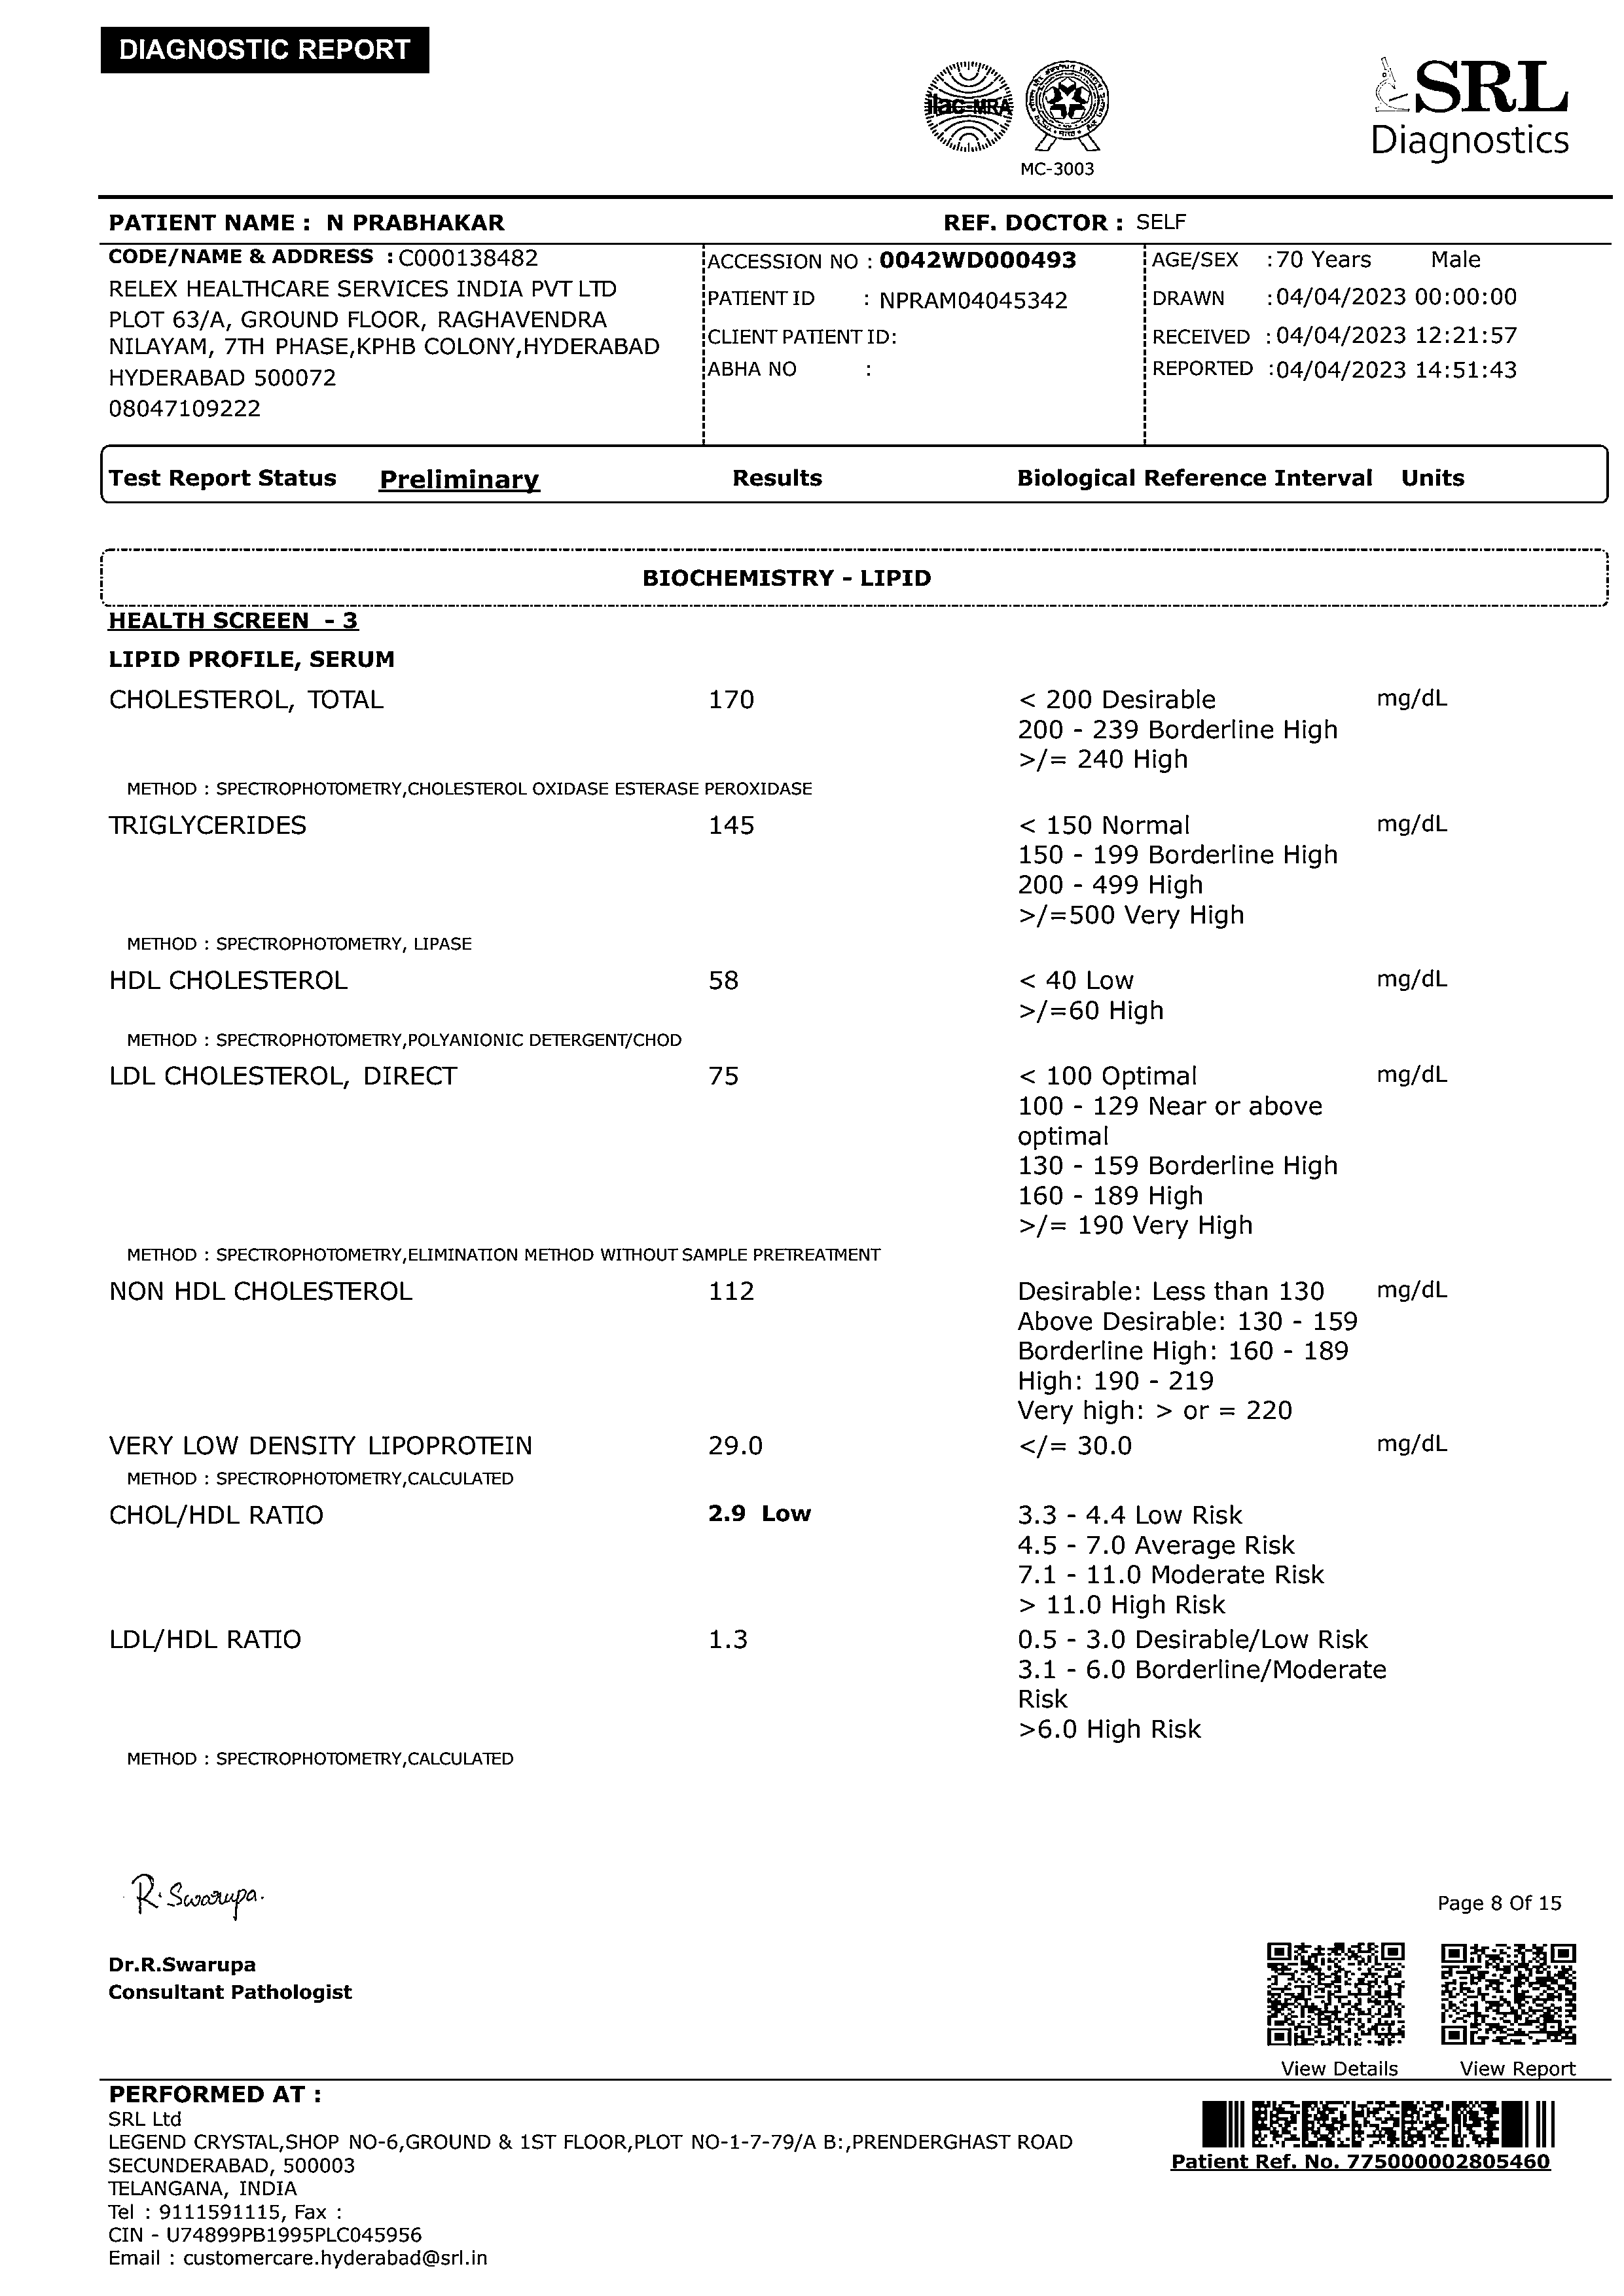 DIAGNOSTIC REPORT
ilac-MRA
MC-3003
SRL
Diagnostics
PATIENT NAME : N PRABHAKAR REF. DOCTOR : SELF
CODE/NAME & ADDRESS : C000138482
RELEX HEALTHCARE SERVICES INDIA PVT LTD
PLOT 63/A, GROUND FLOOR, RAGHAVENDRA
NILAYAM, 7TH PHASE,KPHB COLONY,HYDERABAD
HYDERABAD 500072
08047109222
ACCESSION NO : 0042WD000493
PATIENT ID : NPRAM04045342
CLIENT PATIENT ID:
ABHA NO :
AGE/SEX :70 Years Male
DRAWN :04/04/2023 00:00:00
RECEIVED :04/04/2023 12:21:57
REPORTED :04/04/2023 14:51:43
Test Report Status Preliminary Results Biological Reference Interval Units
BIOCHEMISTRY - LIPID
HEALTH SCREEN - 3
LIPID PROFILE, SERUM
CHOLESTEROL, TOTAL 170 < 200 Desirable mg/dL
200 - 239 Borderline High
>/= 240 High
METHOD : SPECTROPHOTOMETRY,CHOLESTEROL OXIDASE ESTERASE PEROXIDASE
TRIGLYCERIDES 145 < 150 Normal mg/dL
150 - 199 Borderline High
200 - 499 High
>/=500 Very High
METHOD : SPECTROPHOTOMETRY, LIPASE
HDL CHOLESTEROL 58 < 40 Low mg/dL
>/=60 High
METHOD : SPECTROPHOTOMETRY,POLYANIONIC DETERGENT/CHOD
LDL CHOLESTEROL, DIRECT 75 < 100 Optimal mg/dL
100 - 129 Near or above
optimal
130 - 159 Borderline High
160 - 189 High
>/= 190 Very High
METHOD : SPECTROPHOTOMETRY,ELIMINATION METHOD WITHOUT SAMPLE PRETREATMENT
NON HDL CHOLESTEROL 112 Desirable: Less than 130 mg/dL
Above Desirable: 130 - 159
Borderline High: 160 - 189
High: 190 - 219
Very high: > or = 220
VERY LOW DENSITY LIPOPROTEIN 29.0 </= 30.0 mg/dL
METHOD : SPECTROPHOTOMETRY,CALCULATED
CHOL/HDL RATIO 2.9 Low 3.3 - 4.4 Low Risk
4.5 - 7.0 Average Risk
7.1 - 11.0 Moderate Risk
> 11.0 High Risk
LDL/HDL RATIO 1.3 0.5 - 3.0 Desirable/Low Risk
3.1 - 6.0 Borderline/Moderate
Risk
>6.0 High Risk
METHOD : SPECTROPHOTOMETRY,CALCULATED
R. Swarupa.
Page 8 Of 15
Dr.R.Swarupa
Consultant Pathologist
View Details View Report
PERFORMED AT :
SRL Ltd
LEGEND CRYSTAL,SHOP NO-6,GROUND & 1ST FLOOR,PLOT NO-1-7-79/A B:,PRENDERGHAST ROAD
SECUNDERABAD, 500003
TELANGANA, INDIA
Tel : 9111591115, Fax :
CIN - U74899PB1995PLC045956
Email : customercare.hyderabad@srl.in
Patient Ref. No. 775000002805460